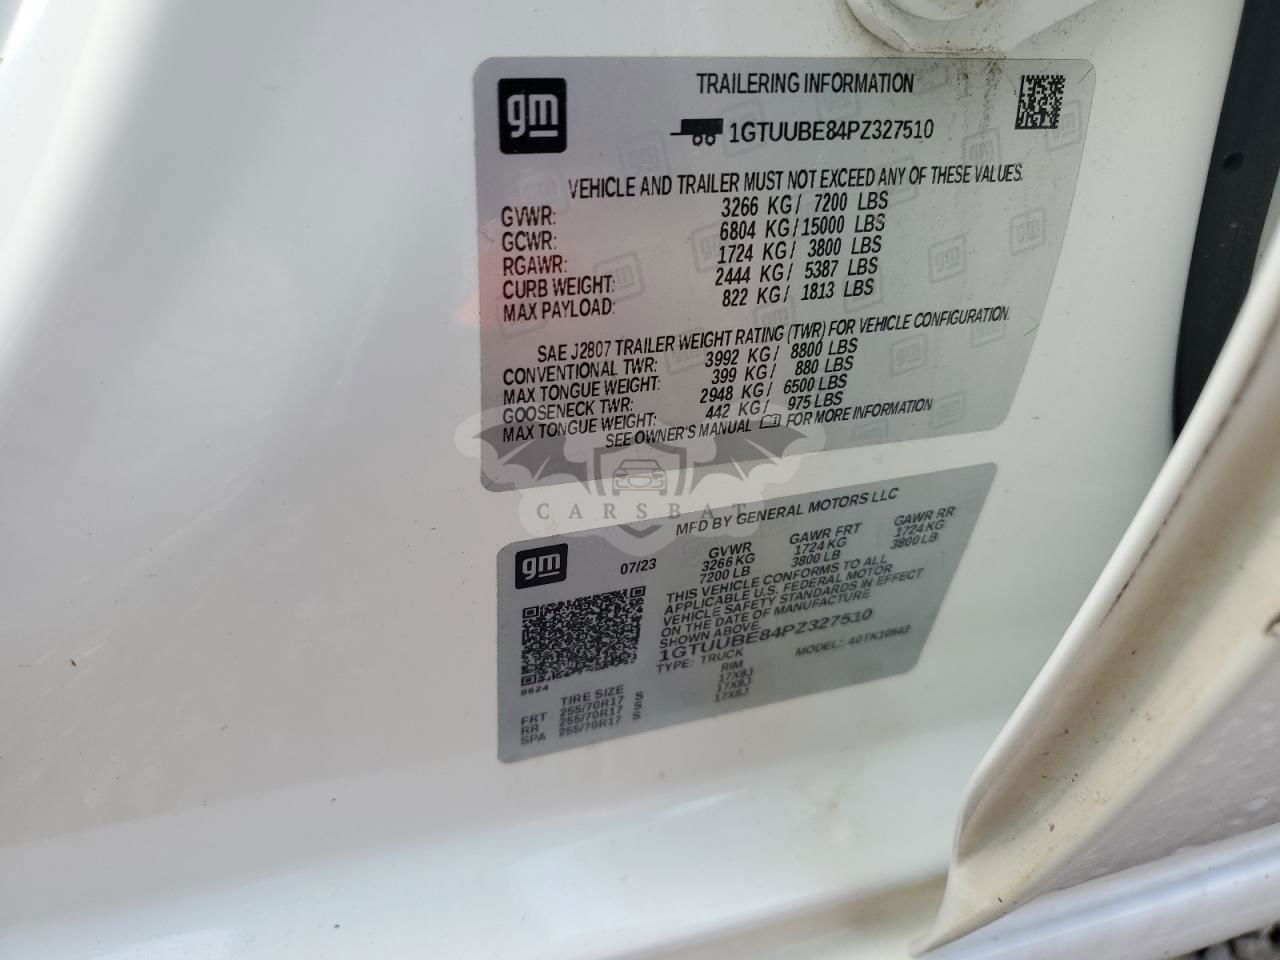 gm
TRAILERING INFORMATION
1GTUUBE84PZ327510
VEHICLE AND TRAILER MUST NOT EXCEED ANY OF THESE VALUES.
GVWR: 3266 KG/ 7200 LBS
GCWR: 6804 KG/15000 LBS
RGAWR: 1724 KG/ 3800 LBS
CURB WEIGHT: 2444 KG/ 5387 LBS
MAX PAYLOAD: 822 KG/ 1813 LBS
SAE J2807 TRAILER WEIGHT RATING (TWR) FOR VEHICLE CONFIGURATION.
CONVENTIONAL TWR: 3992 KG/ 8800 LBS
MAX TONGUE WEIGHT: 399 KG/ 880 LBS
GOOSENECK TWR: 2948 KG/ 6500LBS
MAX TONGUE WEIGHT: 442 KG/ 975 LBS
SEE OWNER'S MANUAL FOR MORE INFORMATION
CARSBAT
MFD BY GENERAL MOTORS LLC
gm
07/23
GVWR GAWR FRT GAWR RR
3266 KG 1724 KG 1724 KG
7200 LB 3800 LB 3800 LB
THIS VEHICLE CONFORMS TO ALL
APPLICABLE U.S. FEDERAL MOTOR
VEHICLE SAFETY STANDARDS IN EFFECT
ON THE DATE OF MANUFACTURE
SHOWN ABOVE.
1GTUUBE84PZ327510
TYPE: TRUCK MODEL: 40TK10543
8624
TIRE SIZE RIM
FRT 255/70R17 S 17X8J
RR 255/70R17 S 17X8J
SPA 255/70R17 S 17X8J